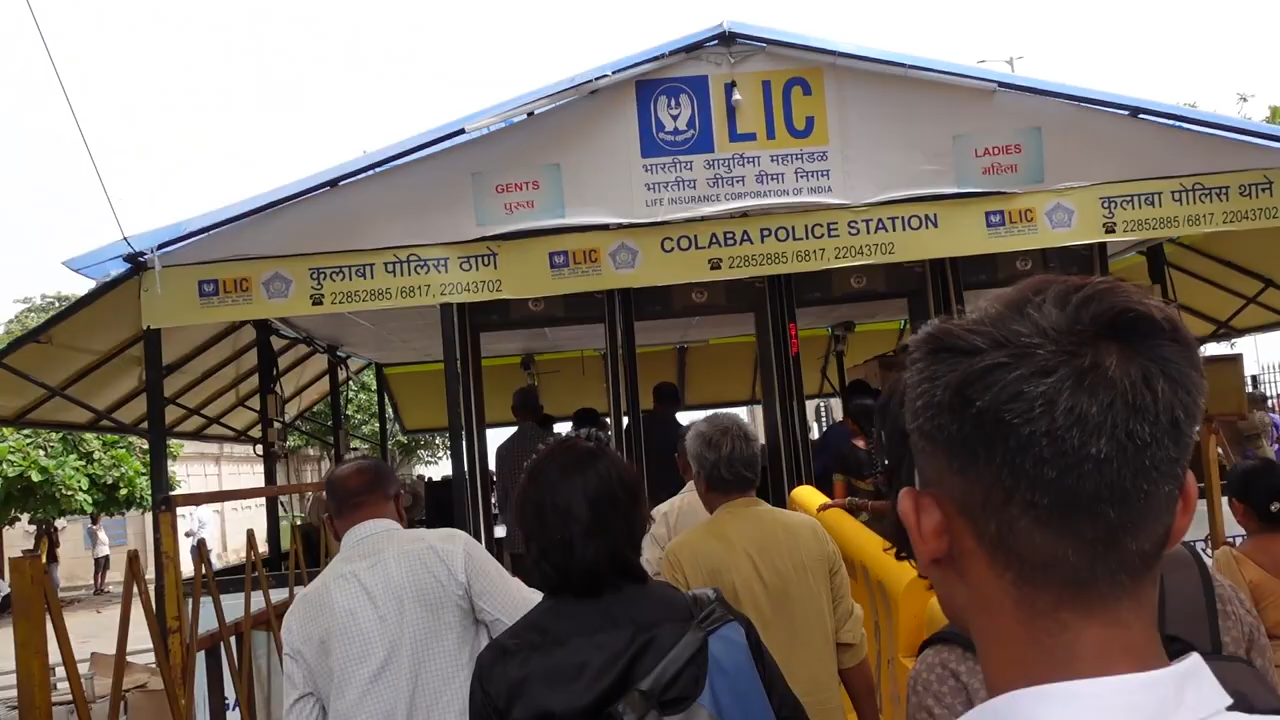 LIC
भारतीय आयुर्विमा महामंडळ
भारतीय जीवन बीमा निगम
LIFE INSURANCE CORPORATION OF INDIA
GENTS
पुरूष
LADIES
महिला
LIC
कुलाबा पोलिस ठाणे
22852885/6817, 22043702
LIC
COLABA POLICE STATION
22852885/6817, 22043702
LIC
कुलाबा पोलिस थाने
22852885/6817, 22043702